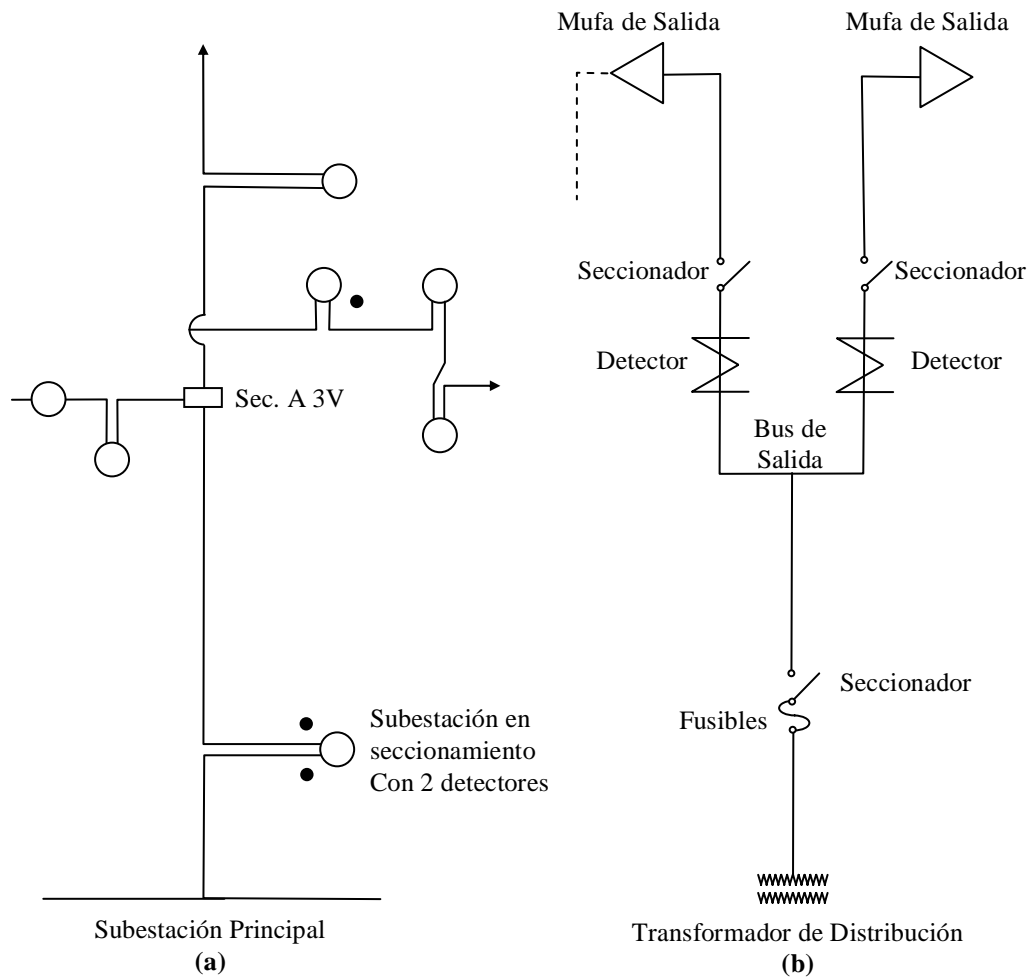 Sec. A 3V
Subestación en
seccionamiento
Con 2 detectores
Subestación Principal
(a)
Mufa de Salida
Mufa de Salida
Seccionador
Seccionador
Detector
Detector
Bus de
Salida
Seccionador
Fusibles
Transformador de Distribución
(b)